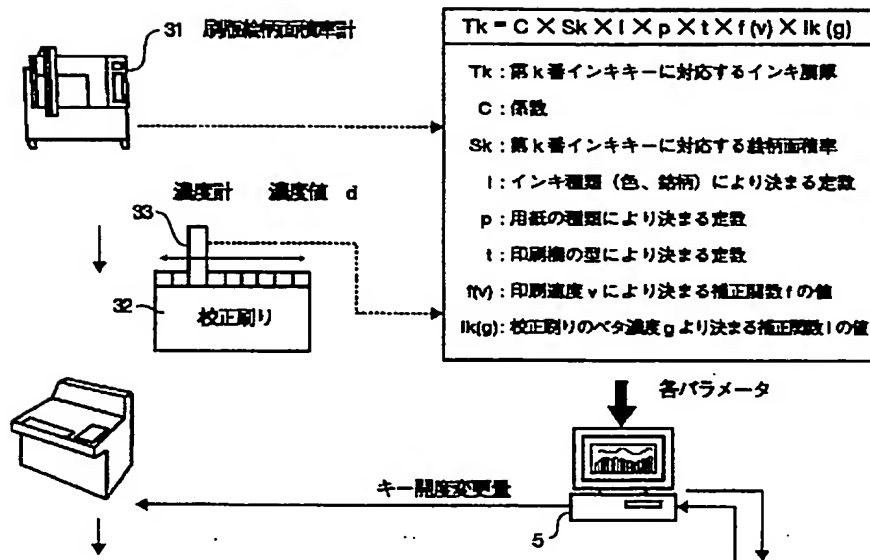 31 刷版絵柄面積率計
Tk = C × Sk × I × p × t × f (v) × Ik (g)
Tk : 第k番インキキーに対応するインキ膜厚
C : 係数
Sk : 第k番インキキーに対応する絵柄面積率
I : インキ種類(色、銘柄)により決まる定数
p : 用紙の種類により決まる定数
t : 印刷機の型により決まる定数
f(v) : 印刷速度vにより決まる補正関数fの値
Ik(g) : 校正刷りのベタ濃度gより決まる補正関数Iの値
濃度計 濃度値 d
33
32
校正刷り
各パラメータ
キー開度変更量
5